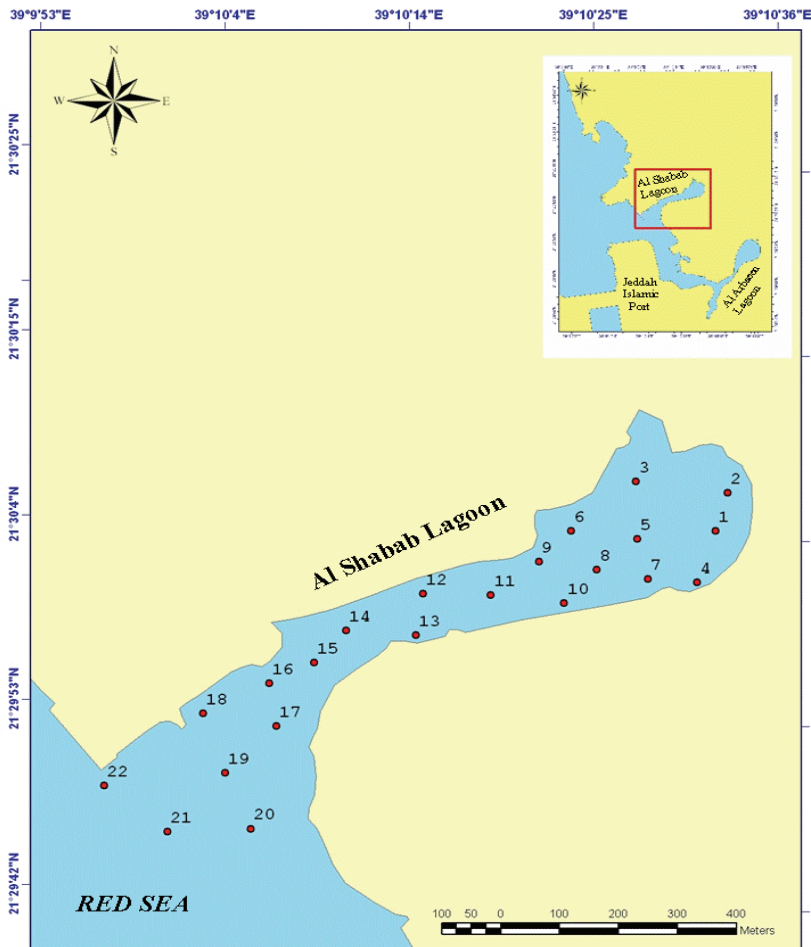 39°9'53"E 39°10'4"E 39°10'14"E 39°10'25"E 39°10'36"E
N
W E
S
21°30'25"N
21°30'15"N
21°30'4"N
21°29'53"N
21°29'42"N
Al Shabab
Lagoon
Jeddah
Islamic
Port
Al Arbaeen
Lagoon
Al Shabab Lagoon
3
2
6
5
1
9
8
7
4
12
11
10
14
13
15
16
18
17
22
19
21
20
RED SEA
100 50 0 100 200 300 400
Meters